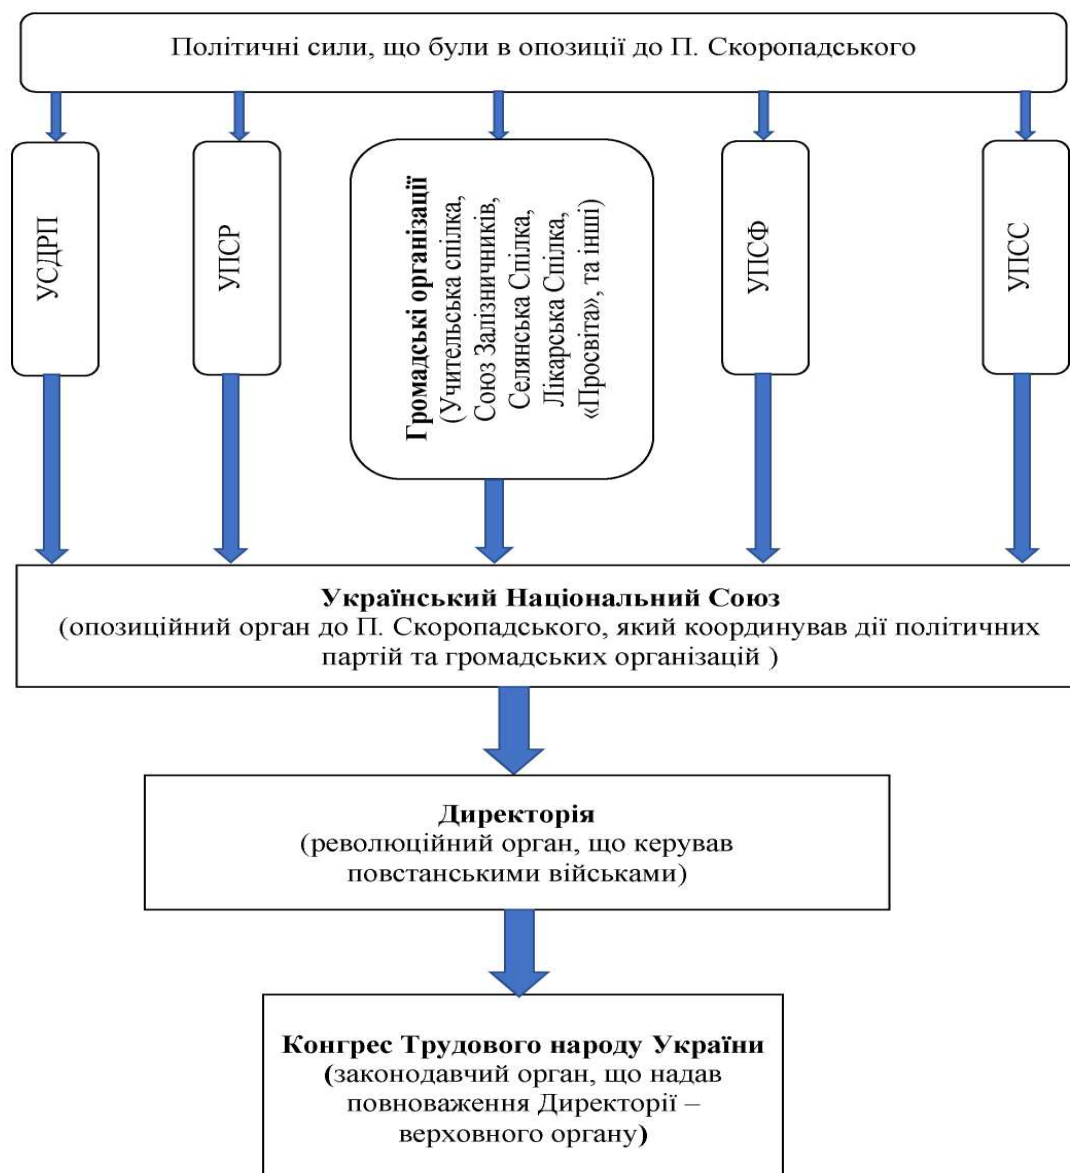 Політичні сили, що були в опозиції до П. Скоропадського
УСДРП
УПСР
Громадські організації
(Учительська спілка,
Союз Залізничників,
Селянська Спілка,
Лікарська Спілка,
«Просвіта», та інші)
УПСФ
УПСС
Український Національний Союз
(опозиційний орган до П. Скоропадського, який координував дії політичних
партій та громадських організацій )
Директорія
(революційний орган, що керував
повстанськими військами)
Конгрес Трудового народу України
(законодавчий орган, що надав
повноваження Директорії –
верховного органу)